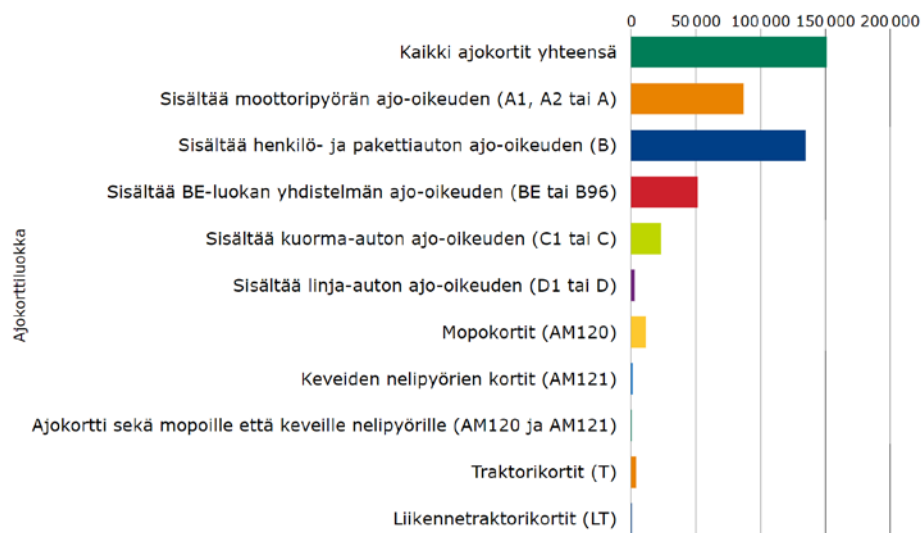 0 50 000 100 000 150 000 200 000
Kaikki ajokortit yhteensä
Sisältää moottoripyörän ajo-oikeuden (A1, A2 tai A)
Sisältää henkilö- ja pakettiauton ajo-oikeuden (B)
Sisältää BE-luokan yhdistelmän ajo-oikeuden (BE tai B96)
Sisältää kuorma-auton ajo-oikeuden (C1 tai C)
Sisältää linja-auton ajo-oikeuden (D1 tai D)
Mopokortit (AM120)
Keveiden nelipyörien kortit (AM121)
Ajokortti sekä mopoille että keveille nelipyörille (AM120 ja AM121)
Traktorikortit (T)
Liikennetraktorikortit (LT)
Ajokorttiluokka